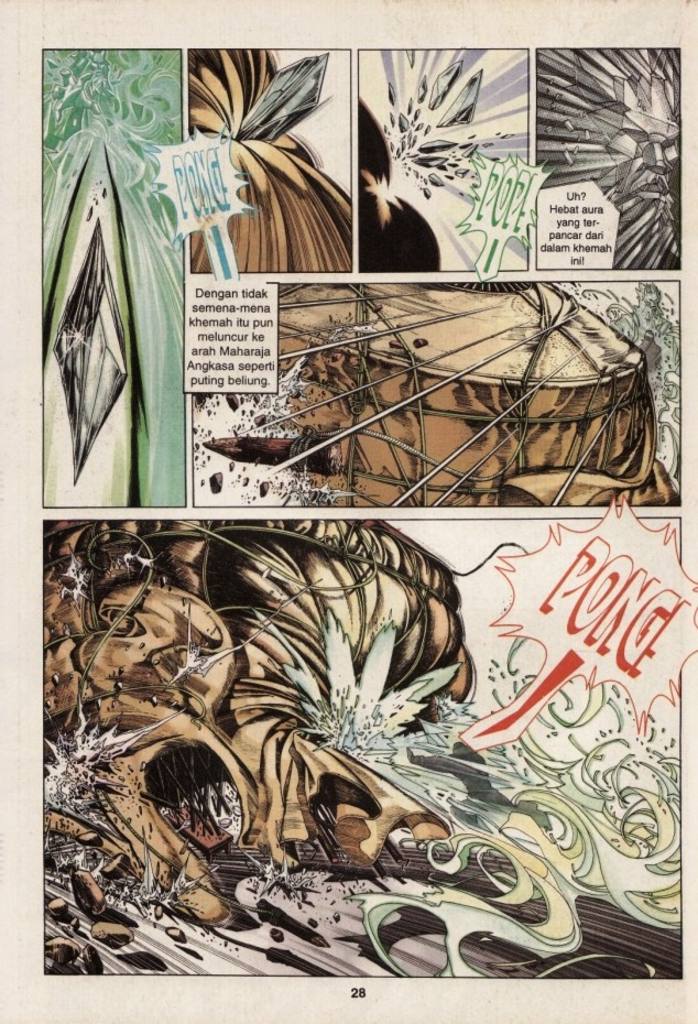 PONG!
POP!
Uh?
Hebat aura
yang ter-
pancar dari
dalam khemah
ini!
Dengan tidak
semena-mena
khemah itu pun
meluncur ke
arah Maharaja
Angkasa seperti
puting beliung.
PONG!
28